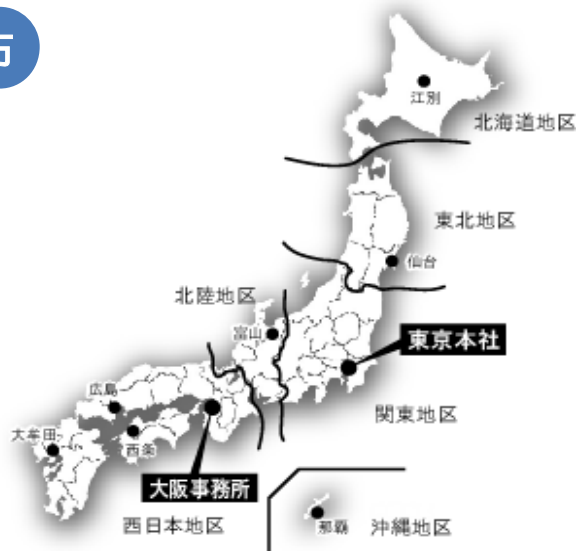 江別
北海道地区
東北地区
仙台
北陸地区
富山
東京本社
広島
関東地区
大牟田
西条
大阪事務所
西日本地区
那覇
沖縄地区